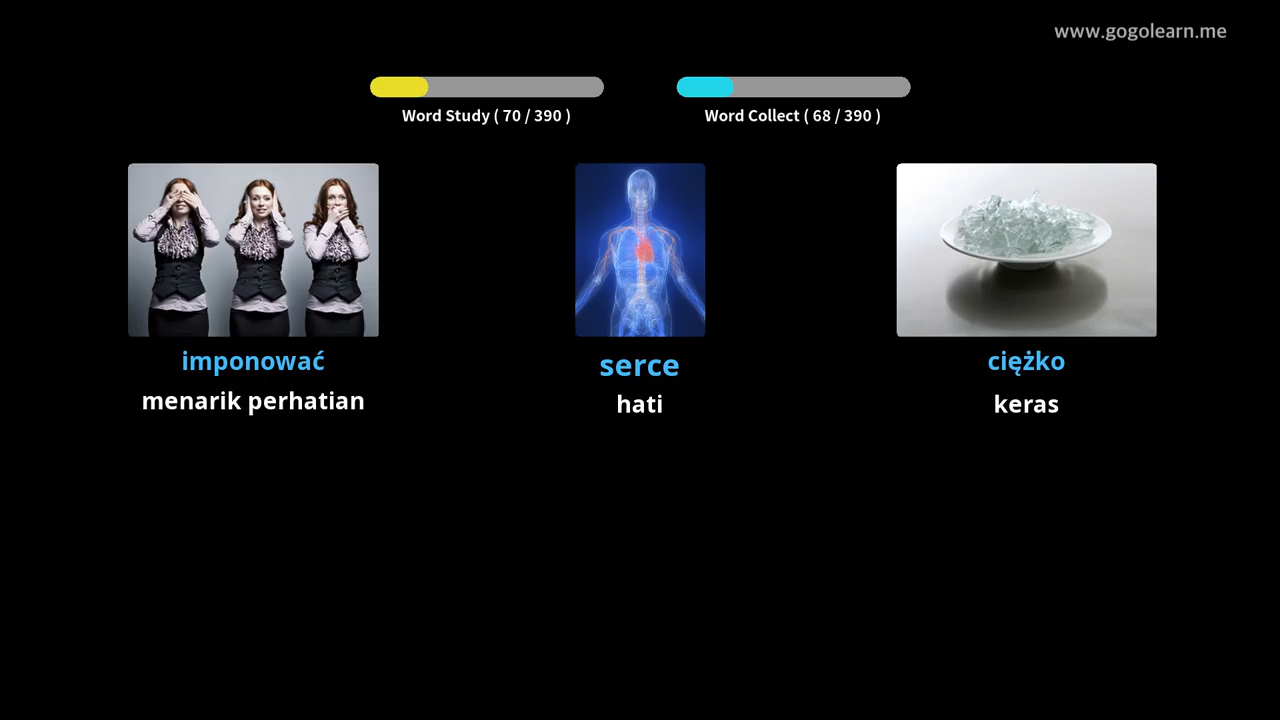 www.gogolearn.me
Word Study ( 70 / 390 )
Word Collect ( 68 / 390 )
imponować
menarik perhatian
serce
hati
ciężko
keras